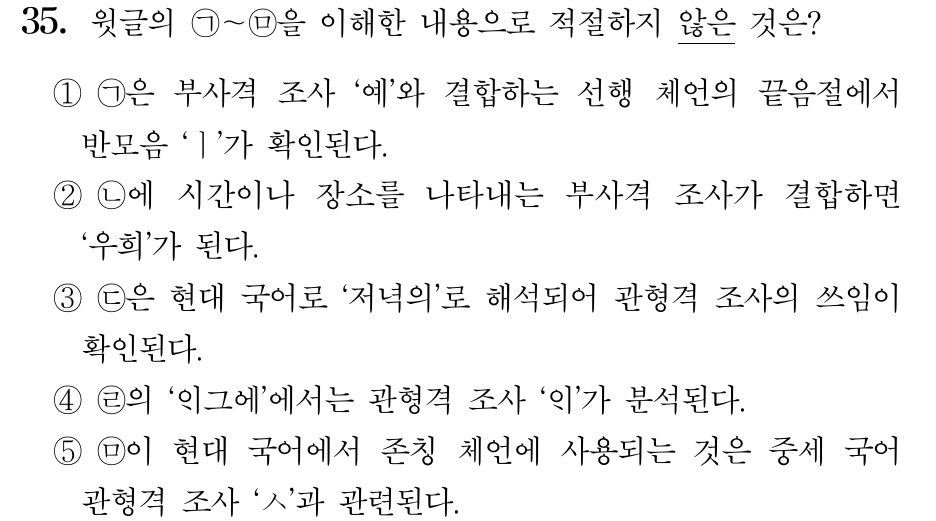 35. 윗글의 ㉠~㉤을 이해한 내용으로 적절하지 않은 것은?
① ㉠은 부사격 조사 ‘예’와 결합하는 선행 체언의 끝음절에서
반모음 ‘ㅣ’가 확인된다.
② ㉡에 시간이나 장소를 나타내는 부사격 조사가 결합하면
‘우희’가 된다.
③ ㉢은 현대 국어로 ‘저녁의’로 해석되어 관형격 조사의 쓰임이
확인된다.
④ ㉣의 ‘ᄋᆡ그에’에서는 관형격 조사 ‘ᄋᆡ’가 분석된다.
⑤ ㉤이 현대 국어에서 존칭 체언에 사용되는 것은 중세 국어
관형격 조사 ‘ㅅ’과 관련된다.